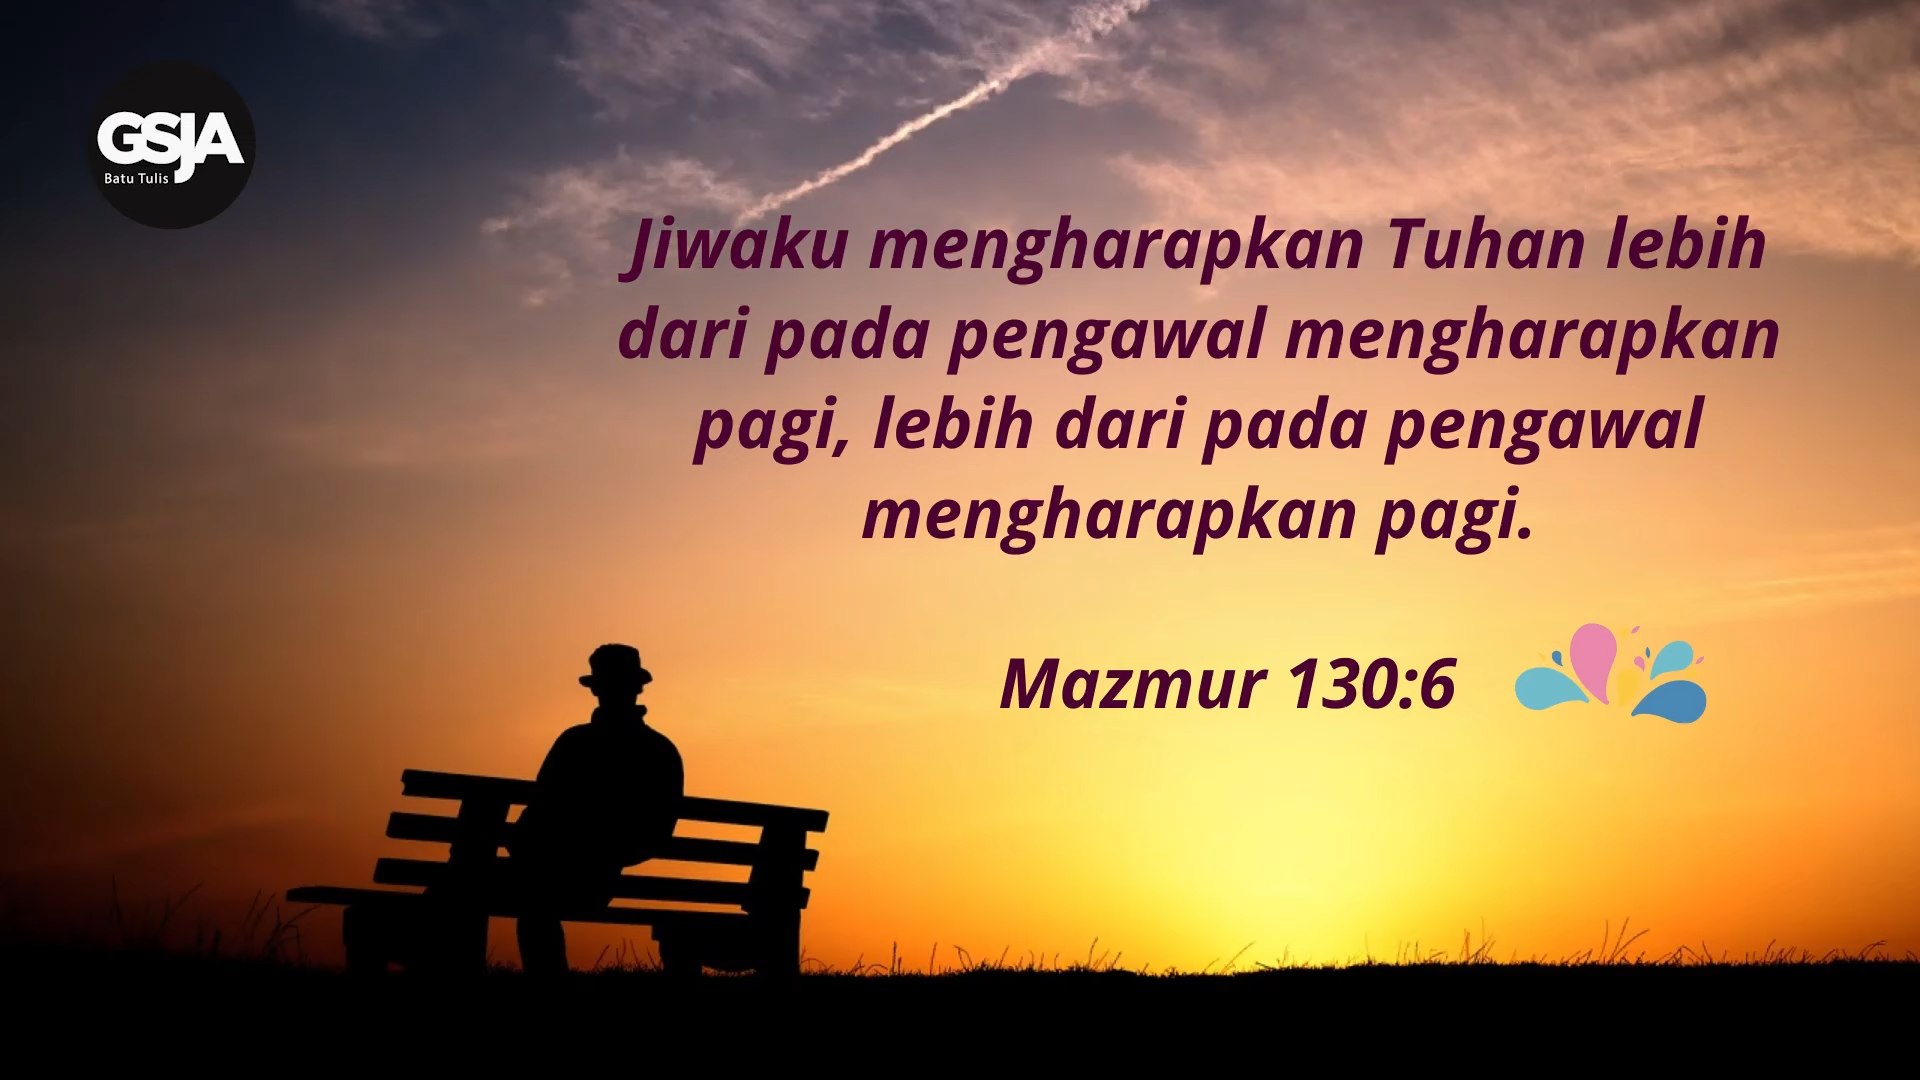 GSJA
Batu Tulis
Jiwaku mengharapkan Tuhan lebih
dari pada pengawal mengharapkan
pagi, lebih dari pada pengawal
mengharapkan pagi.
Mazmur 130:6